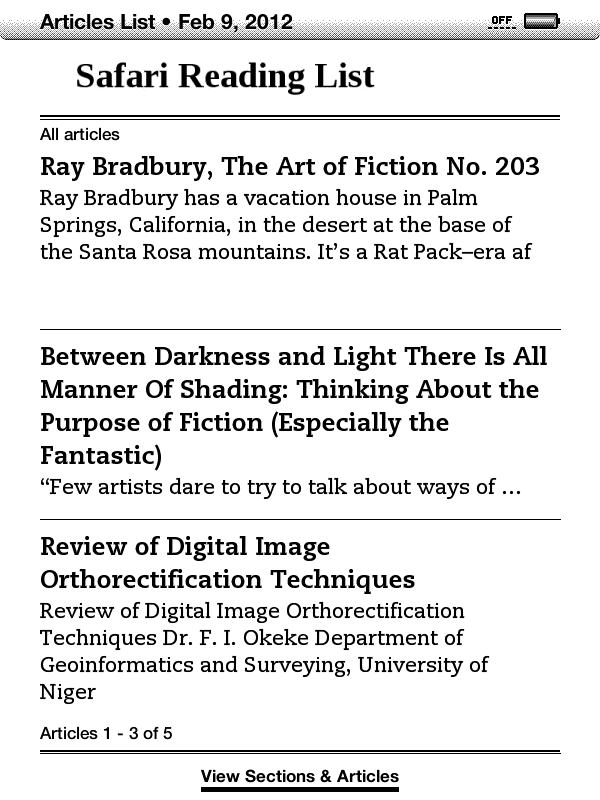 Articles List • Feb 9, 2012
OFF
Safari Reading List
All articles
Ray Bradbury, The Art of Fiction No. 203
Ray Bradbury has a vacation house in Palm
Springs, California, in the desert at the base of
the Santa Rosa mountains. It’s a Rat Pack–era af
Between Darkness and Light There Is All
Manner Of Shading: Thinking About the
Purpose of Fiction (Especially the
Fantastic)
“Few artists dare to try to talk about ways of …
Review of Digital Image
Orthorectification Techniques
Review of Digital Image Orthorectification
Techniques Dr. F. I. Okeke Department of
Geoinformatics and Surveying, University of
Niger
Articles 1 - 3 of 5
View Sections & Articles